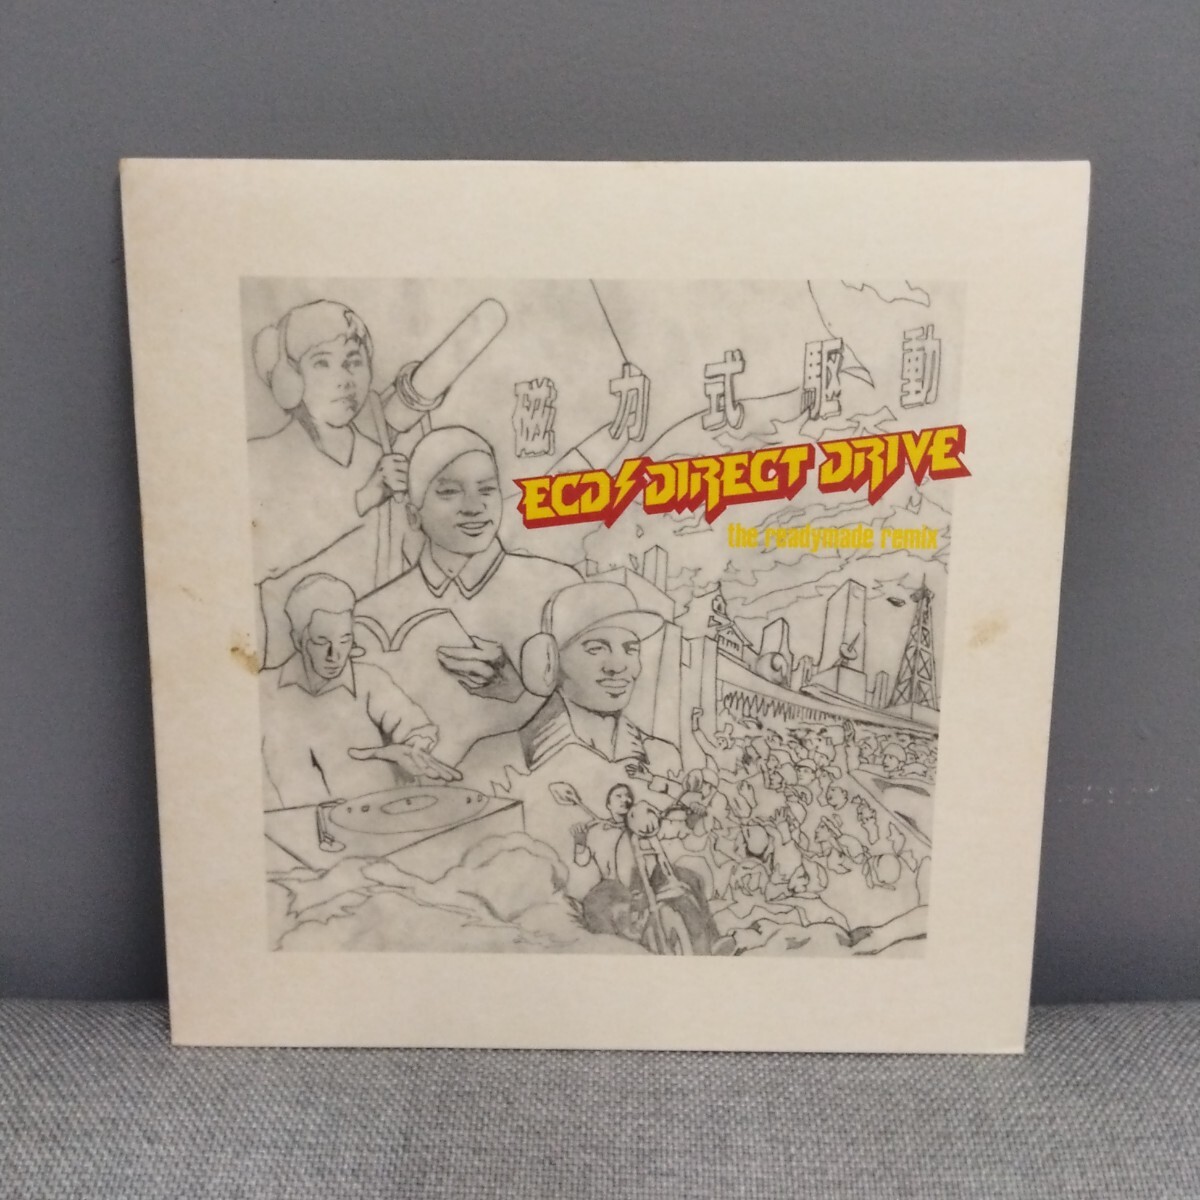 磁力式駆動
ECD⚡DIRECT DRIVE
the readymade remix